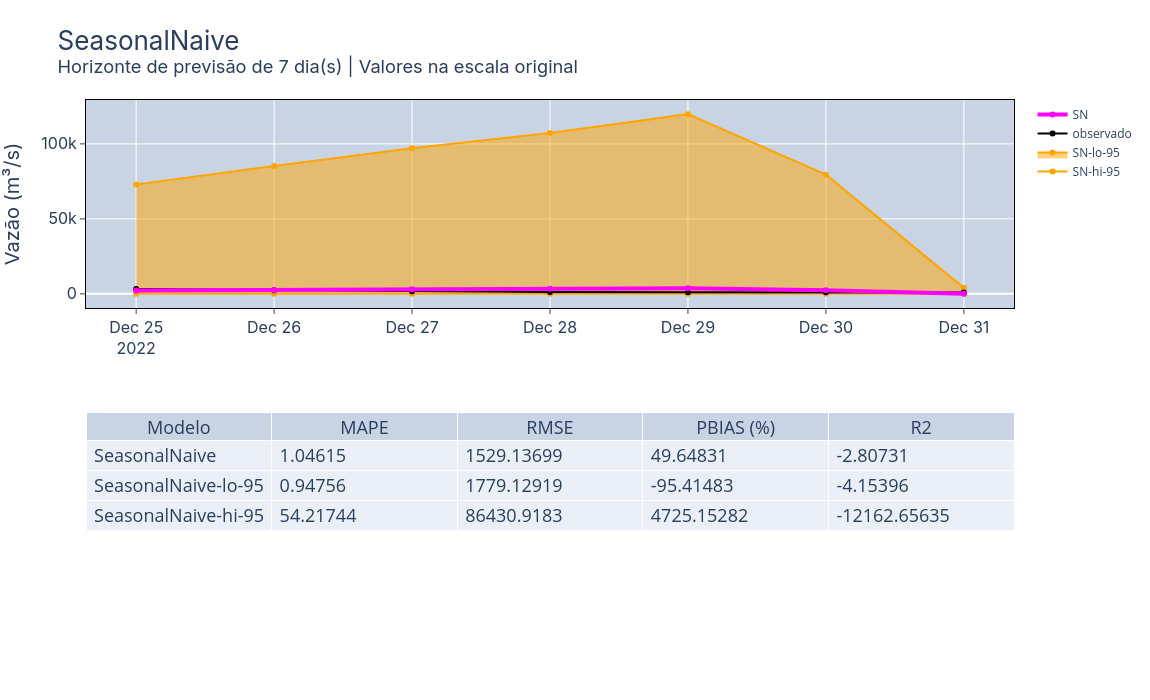 SeasonalNaive
Horizonte de previsão de 7 dia(s) | Valores na escala original
Vazão (m³/s)
100k
50k
0
Dec 25
2022
Dec 26
Dec 27
Dec 28
Dec 29
Dec 30
Dec 31
SN
observado
SN-lo-95
SN-hi-95
Modelo MAPE RMSE PBIAS (%) R2
SeasonalNaive 1.04615 1529.13699 49.64831 -2.80731
SeasonalNaive-lo-95 0.94756 1779.12919 -95.41483 -4.15396
SeasonalNaive-hi-95 54.21744 86430.9183 4725.15282 -12162.65635